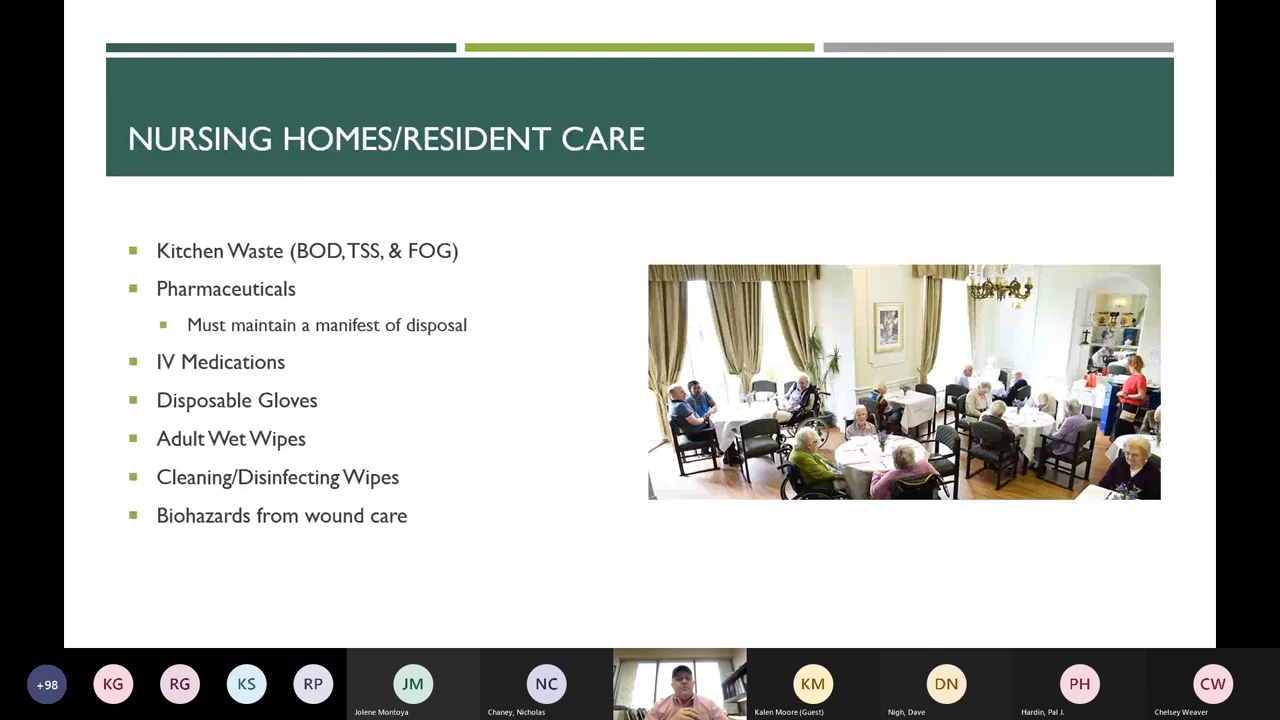 NURSING HOMES/RESIDENT CARE
Kitchen Waste (BOD, TSS, & FOG)
Pharmaceuticals
Must maintain a manifest of disposal
IV Medications
Disposable Gloves
Adult Wet Wipes
Cleaning/Disinfecting Wipes
Biohazards from wound care
+98
KG
RG
KS
RP
JM
NC
KM
DN
PH
CW
Jolene Montoya
Chaney, Nicholas
Kalen Moore (Guest)
Nigh, Dave
Hardin, Pal J.
Chelsey Weaver